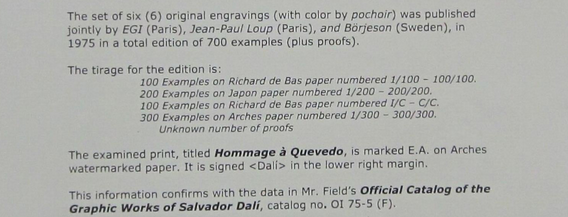 The set of six (6) original engravings (with color by pochoir) was published
jointly by EGI (Paris), Jean-Paul Loup (Paris), and Börjeson (Sweden), in
1975 in a total edition of 700 examples (plus proofs).
The tirage for the edition is:
100 Examples on Richard de Bas paper numbered 1/100 - 100/100.
200 Examples on Japon paper numbered 1/200 - 200/200.
100 Examples on Richard de Bas paper numbered I/C - C/C.
300 Examples on Arches paper numbered 1/300 - 300/300.
Unknown number of proofs
The examined print, titled Hommage à Quevedo, is marked E.A. on Arches
watermarked paper. It is signed <Dali> in the lower right margin.
This information confirms with the data in Mr. Field's Official Catalog of the
Graphic Works of Salvador Dalí, catalog no. OI 75-5 (F).